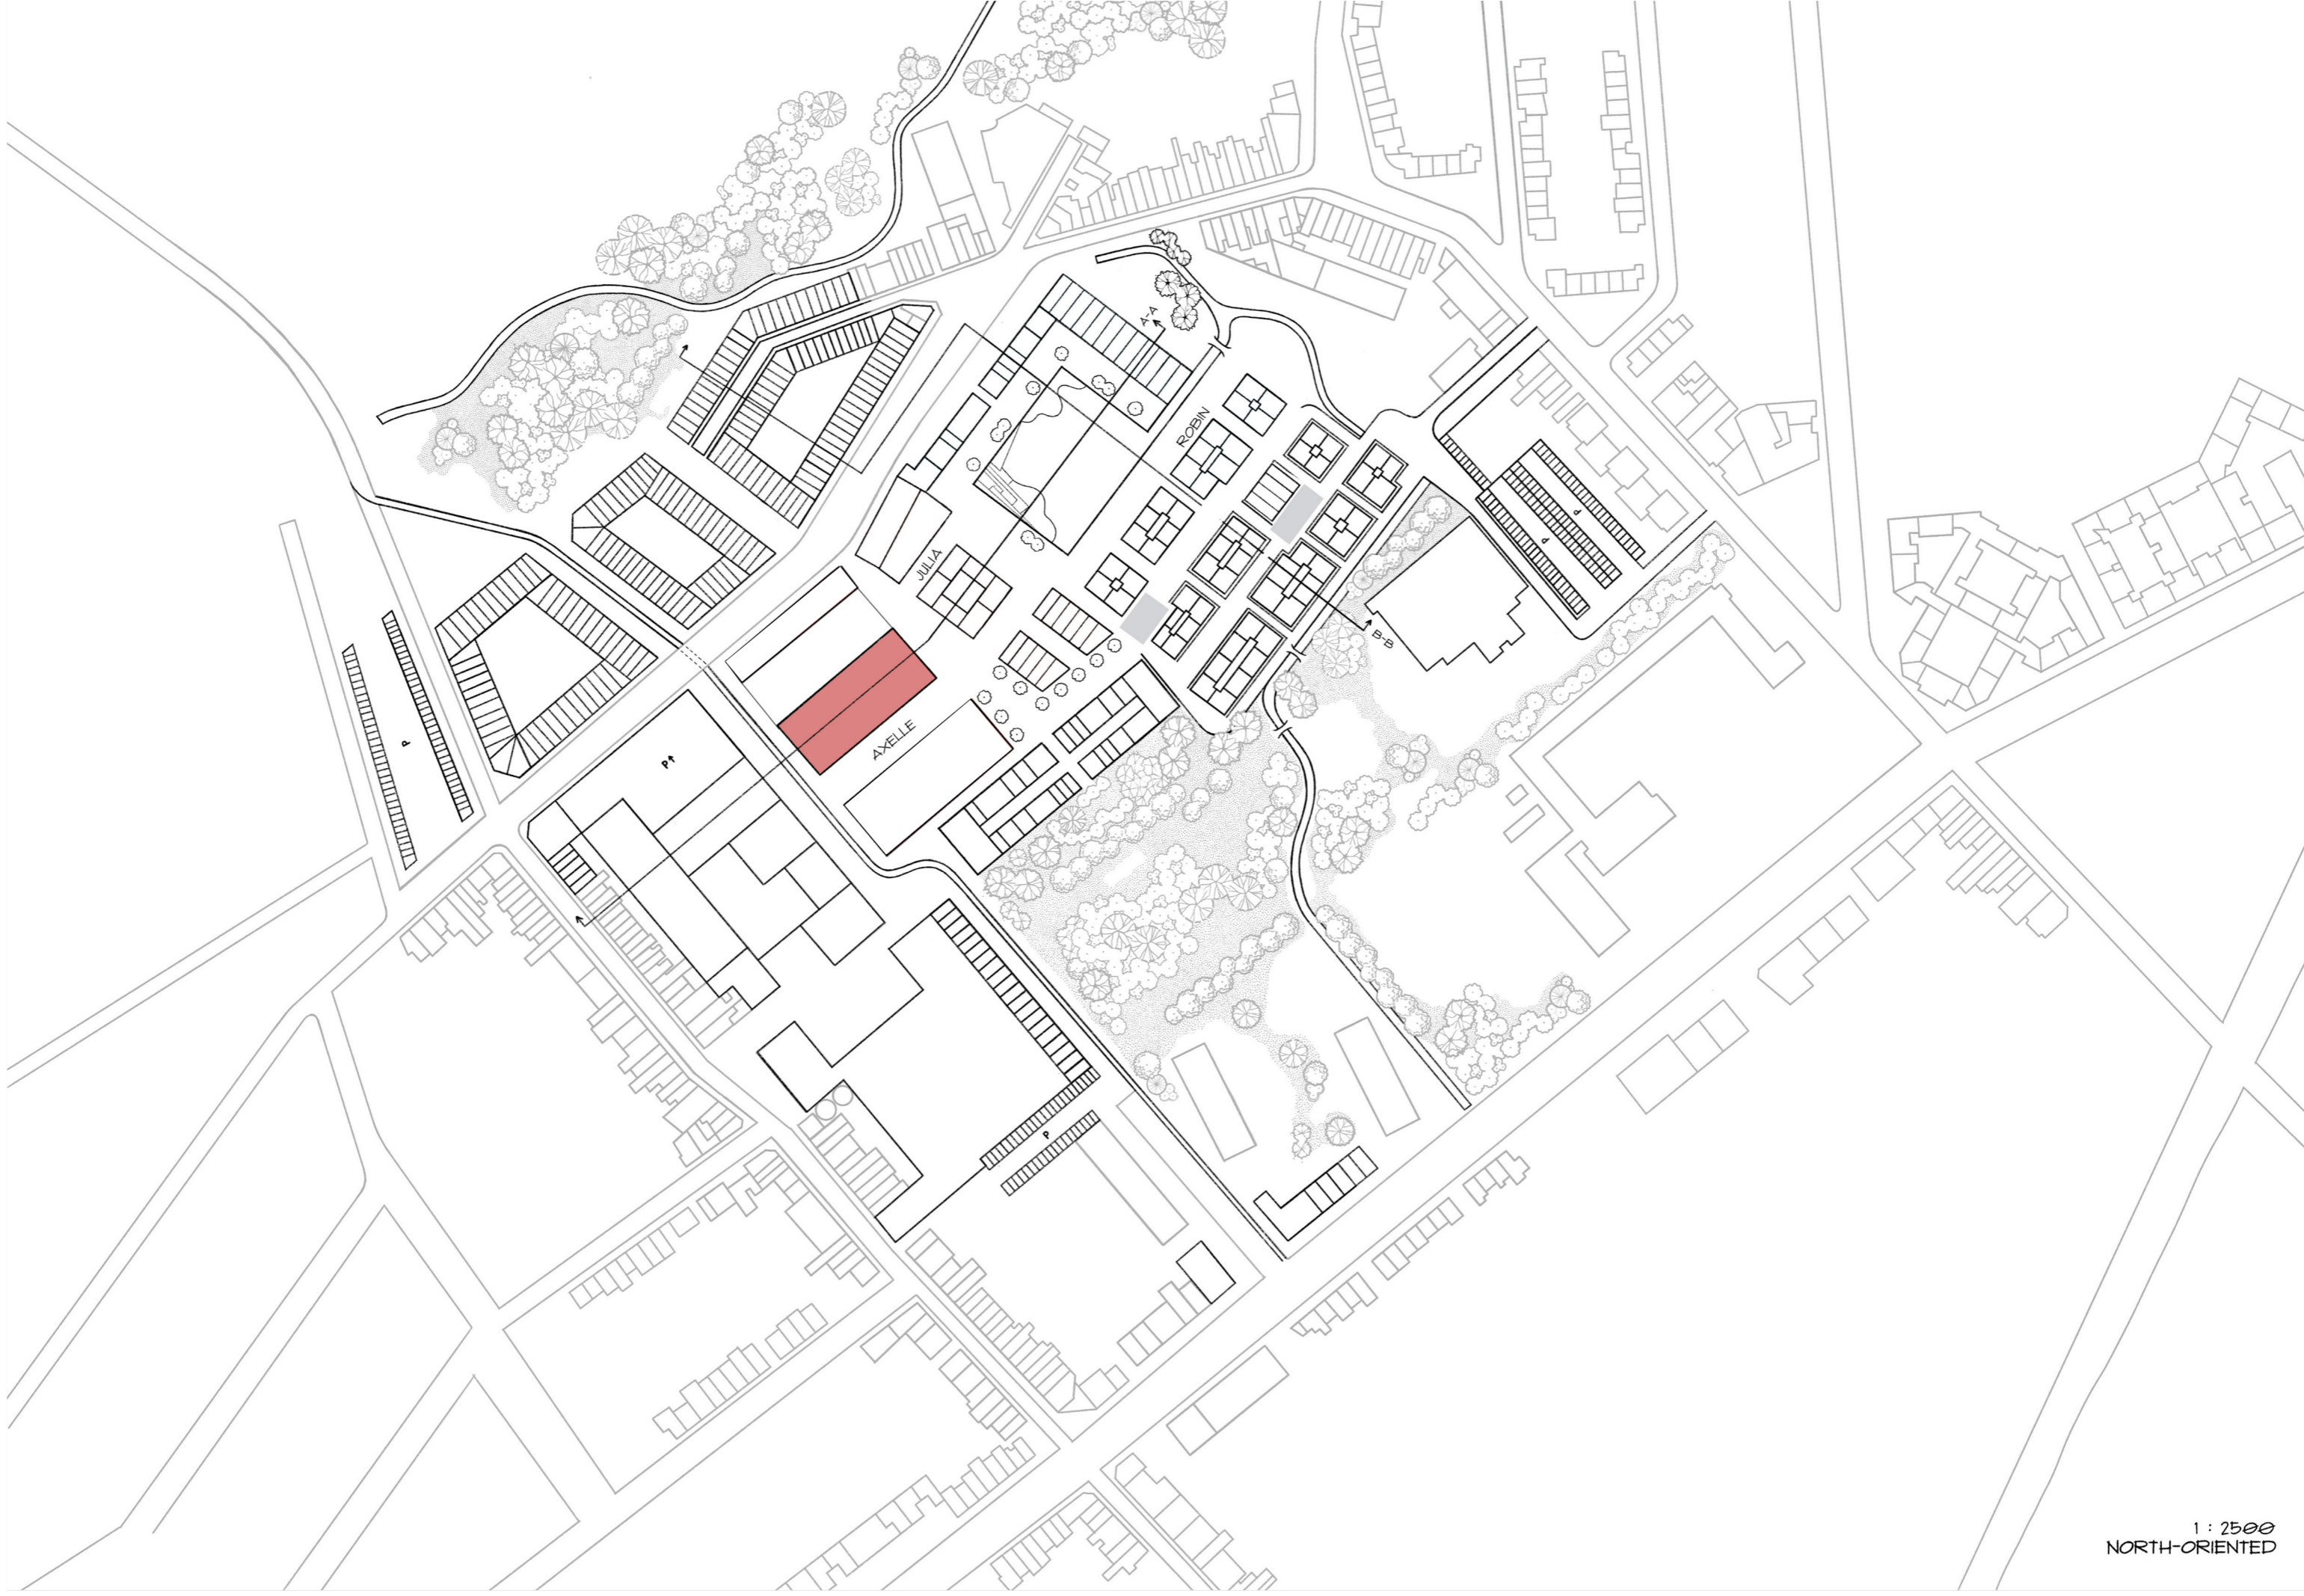 A-A
ROBIN
JULIA
P
P
B-B
P
P↑
AXELLE
P
1 : 2500
NORTH-ORIENTED